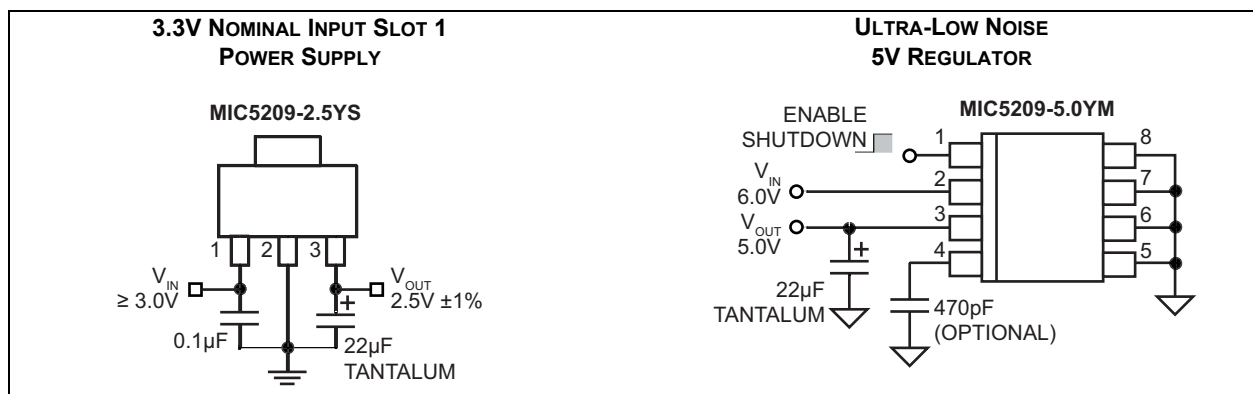 3.3V NOMINAL INPUT SLOT 1
POWER SUPPLY
MIC5209-2.5YS
1
2
3
VIN
≥ 3.0V
VOUT
2.5V ±1%
0.1µF
+
22µF
TANTALUM
ULTRA-LOW NOISE
5V REGULATOR
MIC5209-5.0YM
ENABLE
SHUTDOWN
1
8
VIN
6.0V
2
7
VOUT
5.0V
3
6
+
4
5
22µF
TANTALUM
470pF
(OPTIONAL)